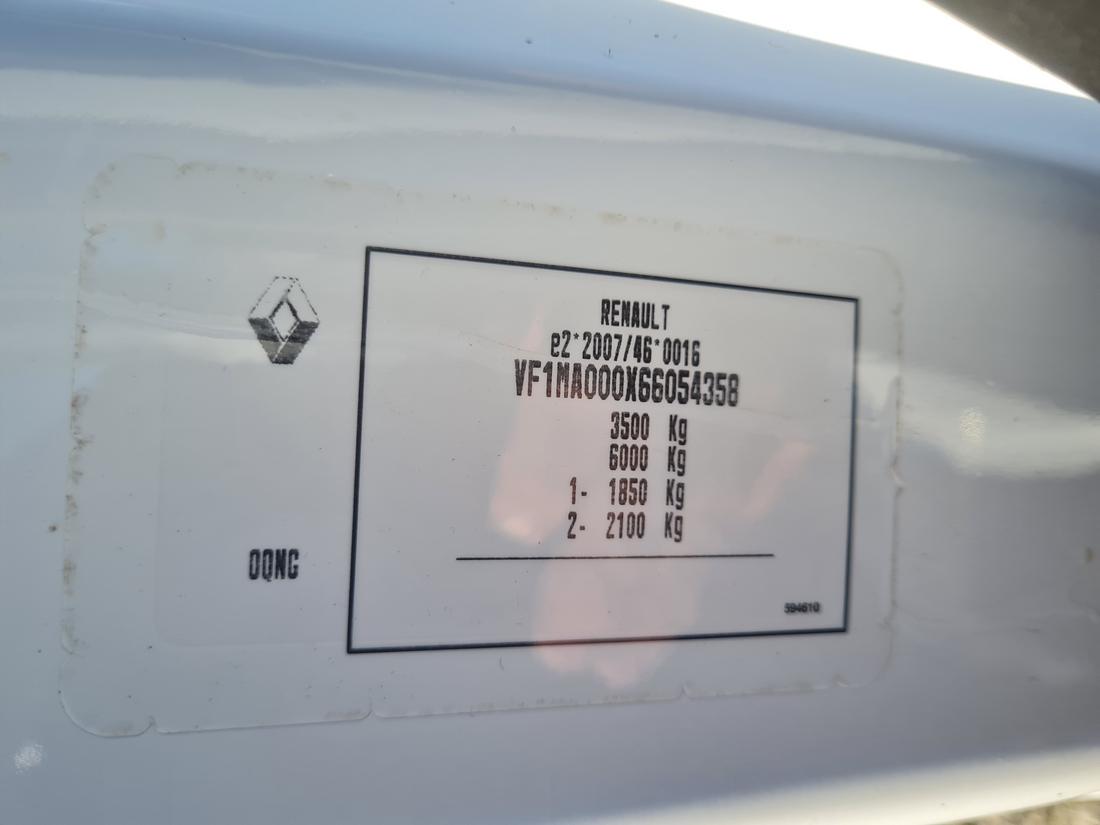 RENAULT
e2*2007/46*0016
VF1MA000X66054358
3500 Kg
6000 Kg
1- 1850 Kg
2- 2100 Kg
0QNG
594610